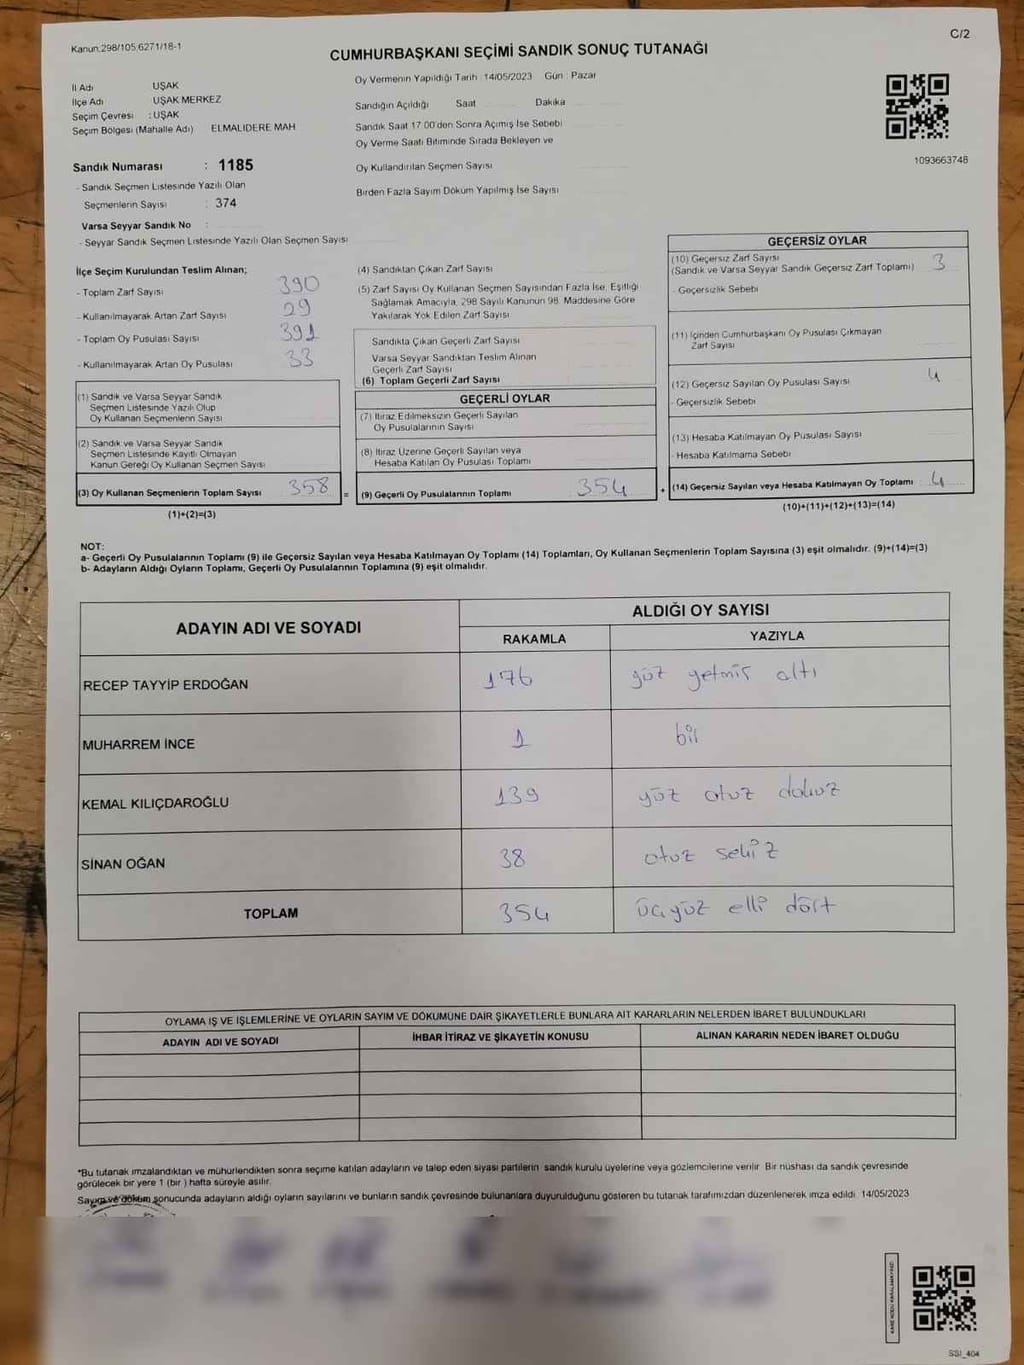 Kanun:298/105;6271/18-1
C/2
CUMHURBAŞKANI SEÇİMİ SANDIK SONUÇ TUTANAĞI
İl Adı UŞAK
İlçe Adı UŞAK MERKEZ
Seçim Çevresi : UŞAK
Seçim Bölgesi (Mahalle Adı) ELMALIDERE MAH
Oy Vermenin Yapıldığı Tarih 14/05/2023 Gün Pazar
Sandığın Açıldığı Saat Dakika
Sandık Saat 17 00'den Sonra Açımış İse Sebebi
Oy Verme Saati Bitiminde Sırada Bekleyen ve
Oy Kullandırılan Seçmen Sayısı
Birden Fazla Sayım Döküm Yapılmış İse Sayısı
1093663748
Sandık Numarası : 1185
- Sandık Seçmen Listesinde Yazılı Olan
Seçmenlerin Sayısı : 374
Varsa Seyyar Sandık No :
- Seyyar Sandık Seçmen Listesinde Yazılı Olan Seçmen Sayısı
İlçe Seçim Kurulundan Teslim Alınan;
- Toplam Zarf Sayısı 390
- Kullanılmayarak Artan Zarf Sayısı 29
- Toplam Oy Pusulası Sayısı 391
- Kullanılmayarak Artan Oy Pusulası 33
(1) Sandık ve Varsa Seyyar Sandık
Seçmen Listesinde Yazılı Olup
Oy Kullanan Seçmenlerin Sayısı
(2) Sandık ve Varsa Seyyar Sandık
Seçmen Listesinde Kayıtlı Olmayan
Kanun Gereği Oy Kullanan Seçmen Sayısı
(3) Oy Kullanan Seçmenlerin Toplam Sayısı 358
(1)+(2)=(3)
=
(4) Sandıktan Çıkan Zarf Sayısı
(5) Zarf Sayısı Oy Kullanan Seçmen Sayısından Fazla İse, Eşitliği
Sağlamak Amacıyla, 298 Sayılı Kanunun 98. Maddesine Göre
Yakılarak Yok Edilen Zarf Sayısı
Sandıkta Çıkan Geçerli Zarf Sayısı
Varsa Seyyar Sandıktan Teslim Alınan
Geçerli Zarf Sayısı
(6) Toplam Geçerli Zarf Sayısı
GEÇERLİ OYLAR
(7) İtiraz Edilmeksizin Geçerli Sayılan
Oy Pusulalarının Sayısı
(8) İtiraz Üzerine Geçerli Sayılan veya
Hesaba Katılan Oy Pusulası Toplamı
(9) Geçerli Oy Pusulalarının Toplamı 354
+
GEÇERSİZ OYLAR
(10) Geçersiz Zarf Sayısı
(Sandık ve Varsa Seyyar Sandık Geçersiz Zarf Toplamı) 3
- Geçersizlik Sebebi
(11) İçinden Cumhurbaşkanı Oy Pusulası Çıkmayan
Zarf Sayısı
(12) Geçersiz Sayılan Oy Pusulası Sayısı 4
- Geçersizlik Sebebi
(13) Hesaba Katılmayan Oy Pusulası Sayısı
- Hesaba Katılmama Sebebi
(14) Geçersiz Sayılan veya Hesaba Katılmayan Oy Toplamı 4
(10)+(11)+(12)+(13)=(14)
NOT:
a- Geçerli Oy Pusulalarının Toplamı (9) ile Geçersiz Sayılan veya Hesaba Katılmayan Oy Toplamı (14) Toplamları, Oy Kullanan Seçmenlerin Toplam Sayısına (3) eşit olmalıdır. (9)+(14)=(3)
b- Adayların Aldığı Oyların Toplamı, Geçerli Oy Pusulalarının Toplamına (9) eşit olmalıdır.
ADAYIN ADI VE SOYADI
ALDIĞI OY SAYISI
RAKAMLA YAZIYLA
RECEP TAYYİP ERDOĞAN 176 yüz yetmiş altı
MUHARREM İNCE 1 bir
KEMAL KILIÇDAROĞLU 139 yüz otuz dokuz
SİNAN OĞAN 38 otuz sekiz
TOPLAM 354 üçyüz elli dört
OYLAMA İŞ VE İŞLEMLERİNE VE OYLARIN SAYIM VE DÖKÜMÜNE DAİR ŞİKAYETLERLE BUNLARA AİT KARARLARIN NELERDEN İBARET BULUNDUKLARI
ADAYIN ADI VE SOYADI İHBAR İTİRAZ VE ŞİKAYETİN KONUSU ALINAN KARARIN NEDEN İBARET OLDUĞU
*Bu tutanak imzalandıktan ve mühürlendikten sonra seçime katılan adayların ve talep eden siyasi partilerin sandık kurulu üyelerine veya gözlemcilerine verilir. Bir nüshası da sandık çevresinde
görülecek bir yere 1 (bir ) hafta süreyle asılır.
Sayım ve döküm sonucunda adayların aldığı oyların sayılarını ve bunların sandık çevresinde bulunanlara duyurulduğunu gösteren bu tutanak tarafımızdan düzenlenerek imza edildi. 14/05/2023
KARE KODU KARALAMAYINIZ!
SSI_404